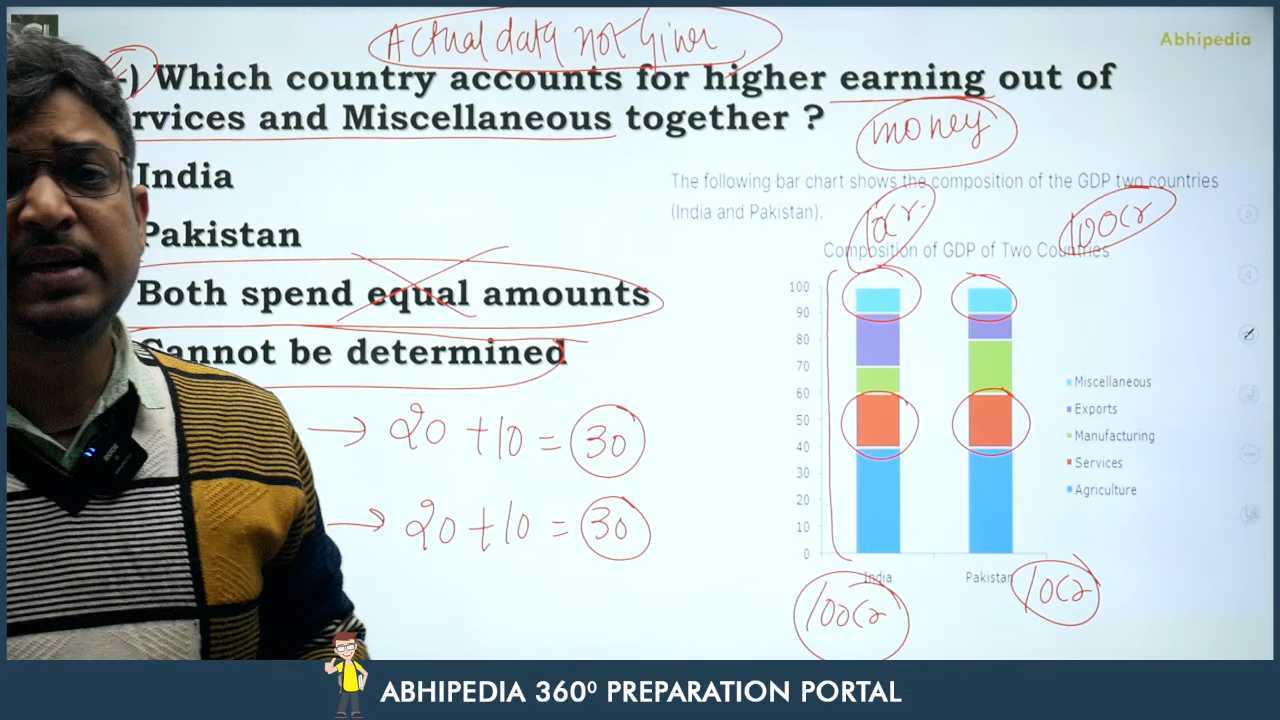 Actual data not Given
Abhipedia
-) Which country accounts for higher earning out of
rvices and Miscellaneous together ?
money
India
Pakistan
Both spend equal amounts
Cannot be determined
→ 20 + 10 = 30
→ 20 + 10 = 30
The following bar chart shows the composition of the GDP two countries
(India and Pakistan).
10cr
100cr
Composition of GDP of Two Countries
100
90
80
70
60
50
40
30
20
10
0
Miscellaneous
Exports
Manufacturing
Services
Agriculture
India
Pakistan
100cr
10cr
ABHIPEDIA 360⁰ PREPARATION PORTAL